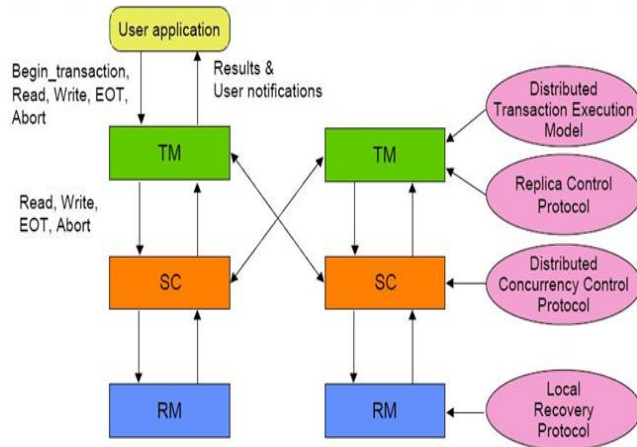 User application
Begin_transaction,
Read, Write, EOT,
Abort
Results &
User notifications
TM
TM
Distributed
Transaction Execution
Model
Replica Control
Protocol
Read, Write,
EOT, Abort
SC
SC
Distributed
Concurrency Control
Protocol
RM
RM
Local
Recovery
Protocol